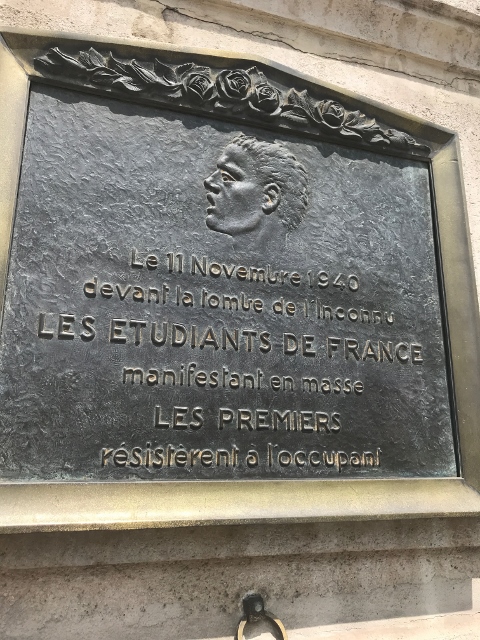 Le 11 Novembre 1940
devant la tombe de l'Inconnu
LES ETUDIANTS DE FRANCE
manifestant en masse
LES PREMIERS
résistèrent à l'occupant